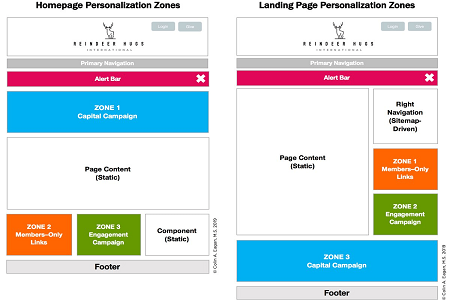 Homepage Personalization Zones
Login
Give
REINDEER HUGS
INTERNATIONAL
Primary Navigation
Alert Bar
ZONE 1
Capital Campaign
Page Content
(Static)
ZONE 2
Members-Only
Links
ZONE 3
Engagement
Campaign
Component
(Static)
Footer
© Colin A. Eagan, M.S. 2019
Landing Page Personalization Zones
Login
Give
REINDEER HUGS
INTERNATIONAL
Primary Navigation
Alert Bar
Page Content
(Static)
Right
Navigation
(Sitemap-
Driven)
ZONE 1
Members-Only
Links
ZONE 2
Engagement
Campaign
ZONE 3
Capital Campaign
Footer
© Colin A. Eagan, M.S. 2019